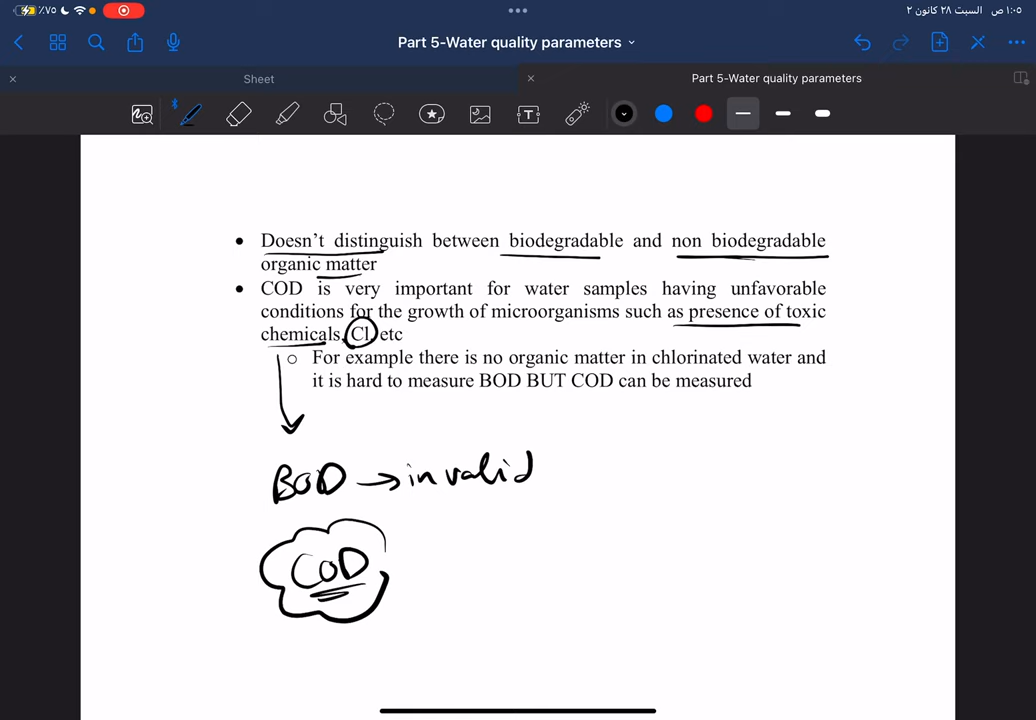 ٪٧٥
١:٠٥ ص السبت ٢٨ كانون ٢
Part 5-Water quality parameters
Sheet
Part 5-Water quality parameters
T
• Doesn't distinguish between biodegradable and non biodegradable
organic matter
• COD is very important for water samples having unfavorable
conditions for the growth of microorganisms such as presence of toxic
chemicals, Cl, etc
○ For example there is no organic matter in chlorinated water and
it is hard to measure BOD BUT COD can be measured
BOD → invalid
COD